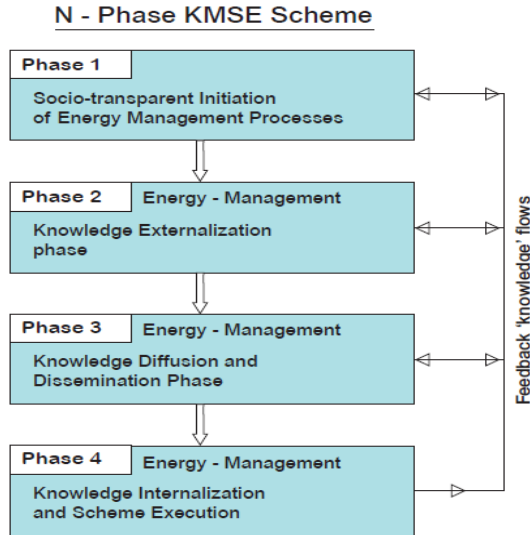 N - Phase KMSE Scheme
Phase 1
Socio-transparent Initiation
of Energy Management Processes
Phase 2 Energy - Management
Knowledge Externalization
phase
Phase 3 Energy - Management
Knowledge Diffusion and
Dissemination Phase
Phase 4 Energy - Management
Knowledge Internalization
and Scheme Execution
Feedback 'knowledge' flows